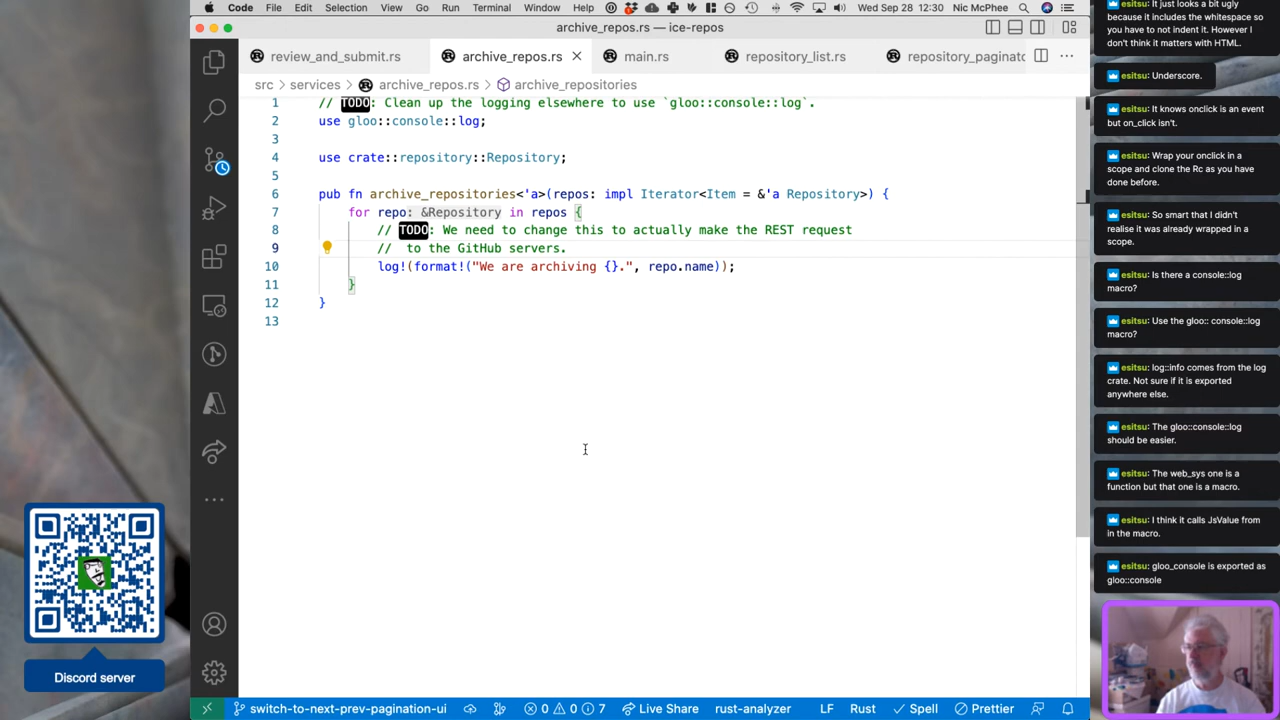 Code File Edit Selection View Go Run Terminal Window Help Wed Sep 28 12:30 Nic McPhee
archive_repos.rs — ice-repos
review_and_submit.rs archive_repos.rs main.rs repository_list.rs repository_paginato
src services archive_repos.rs archive_repositories
1 // TODO: Clean up the logging elsewhere to use `gloo::console::log`.
2 use gloo::console::log;
3
4 use crate::repository::Repository;
5
6 pub fn archive_repositories<'a>(repos: impl Iterator<Item = &'a Repository>) {
7 for repo: &Repository in repos {
8 // TODO: We need to change this to actually make the REST request
9 // to the GitHub servers.
10 log!(format!("We are archiving {}.", repo.name));
11 }
12 }
13
Discord server
switch-to-next-prev-pagination-ui 0 0 7 Live Share rust-analyzer LF Rust Spell Prettier
It just looks a bit ugly
because it includes the whitespace so
you have to not indent it. However I
don't think it matters with HTML.
esitsu: Underscore.
esitsu: It knows onclick is an event
but on_click isn't.
esitsu: Wrap your onclick in a
scope and clone the Rc as you have
done before.
esitsu: So smart that I didn't
realise it was already wrapped in a
scope.
esitsu: Is there a console::log
macro?
esitsu: Use the gloo:: console::log
macro?
esitsu: log::info comes from the log
crate. Not sure if it is exported
anywhere else.
esitsu: The gloo::console::log
should be easier.
esitsu: The web_sys one is a
function but that one is a macro.
esitsu: I think it calls JsValue from
in the macro.
esitsu: gloo_console is exported as
gloo::console